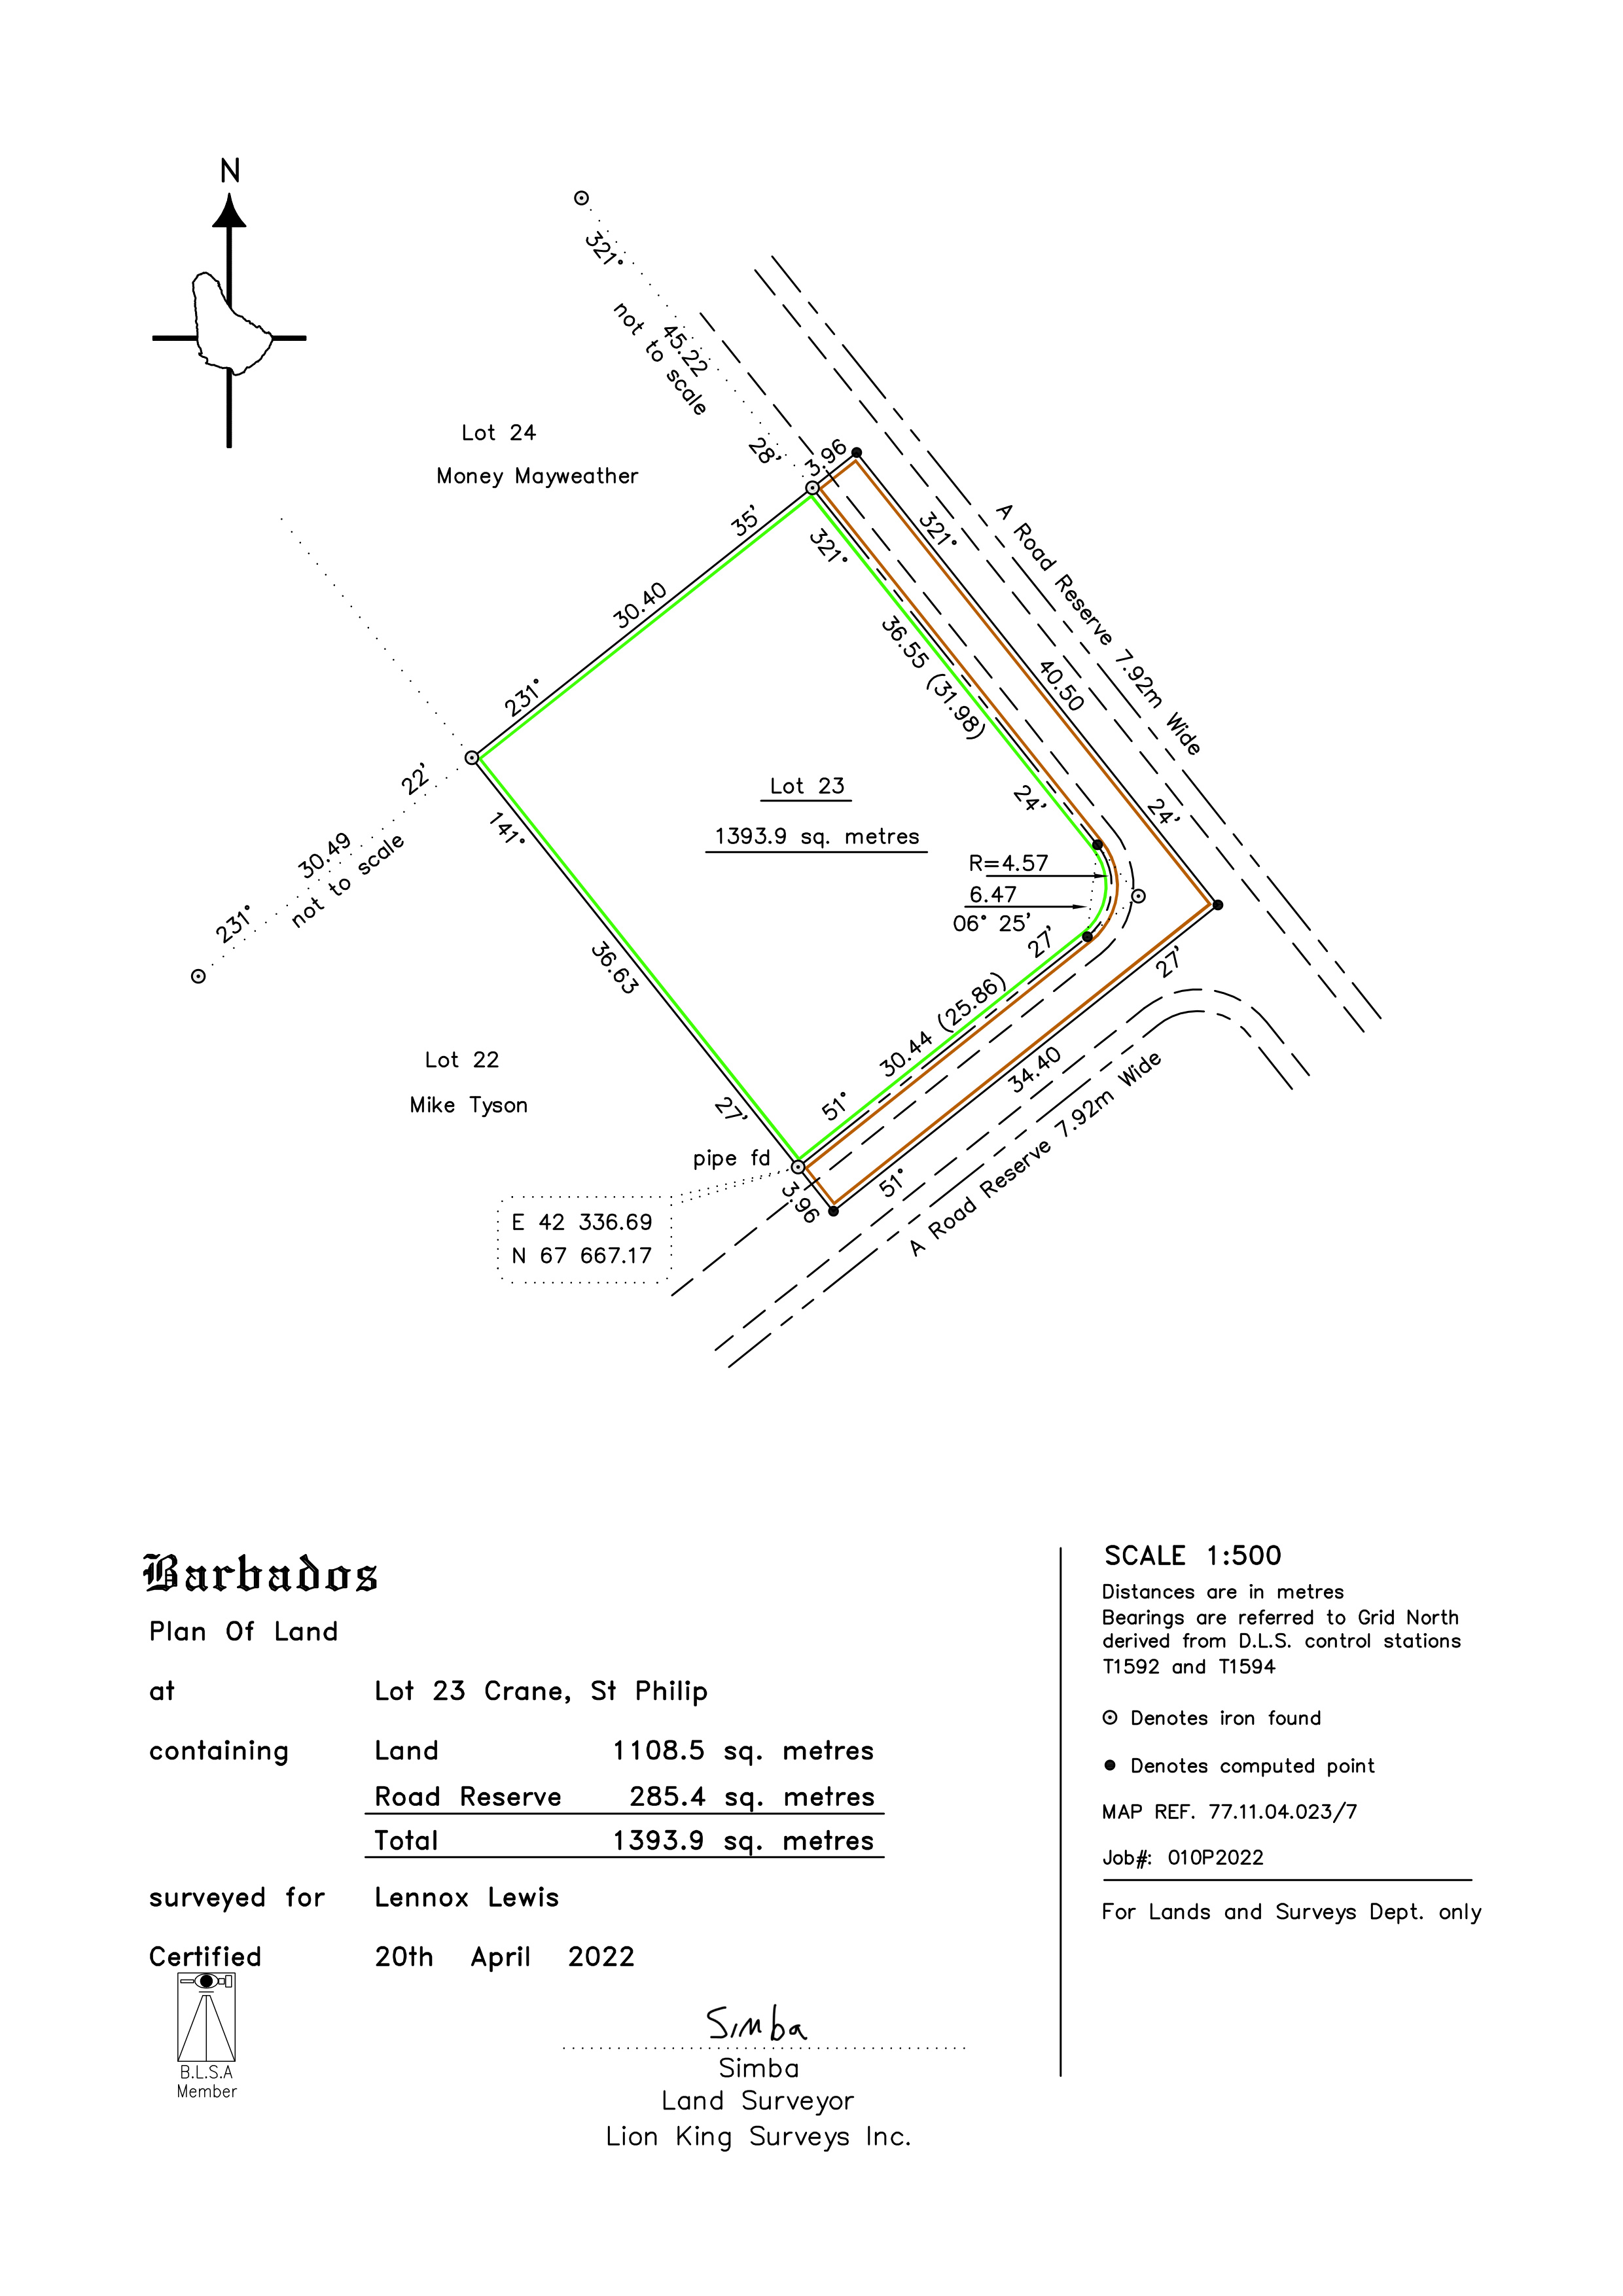 N
321°
45.22
not to scale
28'
Lot 24
Money Mayweather
3.96
35'
321°
321°
A Road Reserve 7.92m Wide
30.40
36.55 (31.98)
40.50
231°
22'
24'
24'
141°
Lot 23
1393.9 sq. metres
30.49
not to scale
231°
R=4.57
6.47
06° 25'
27'
27'
36.63
30.44 (25.86)
34.40
Lot 22
Mike Tyson
27'
51°
51°
A Road Reserve 7.92m Wide
pipe fd
3.96
E 42 336.69
N 67 667.17
Barbados
Plan Of Land
at Lot 23 Crane, St Philip
containing Land 1108.5 sq. metres
Road Reserve 285.4 sq. metres
Total 1393.9 sq. metres
surveyed for Lennox Lewis
Certified 20th April 2022
B.L.S.A
Member
Simba
Simba
Land Surveyor
Lion King Surveys Inc.
SCALE 1:500
Distances are in metres
Bearings are referred to Grid North
derived from D.L.S. control stations
T1592 and T1594
Denotes iron found
Denotes computed point
MAP REF. 77.11.04.023/7
Job#: 010P2022
For Lands and Surveys Dept. only